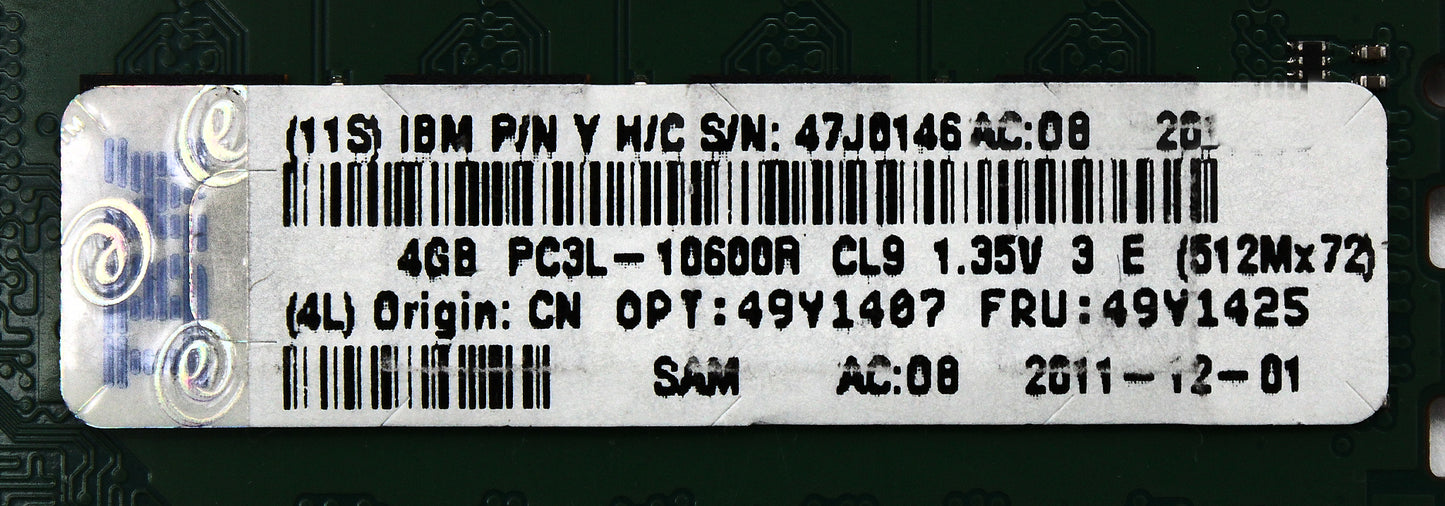 (11S) IBM P/N Y H/C S/N: 47J0146 AC:08
4GB PC3L-10600R CL9 1.35V 3 E (512Mx72)
(4L) Origin: CN OPT:49Y1407 FRU:49Y1425
SAM AC:08 2011-12-01